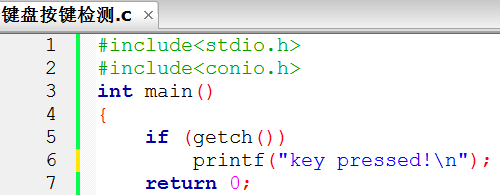 键盘按键检测.c ×
1 #include<stdio.h>
2 #include<conio.h>
3 int main()
4 {
5     if (getch())
6         printf("key pressed!\n");
7     return 0;